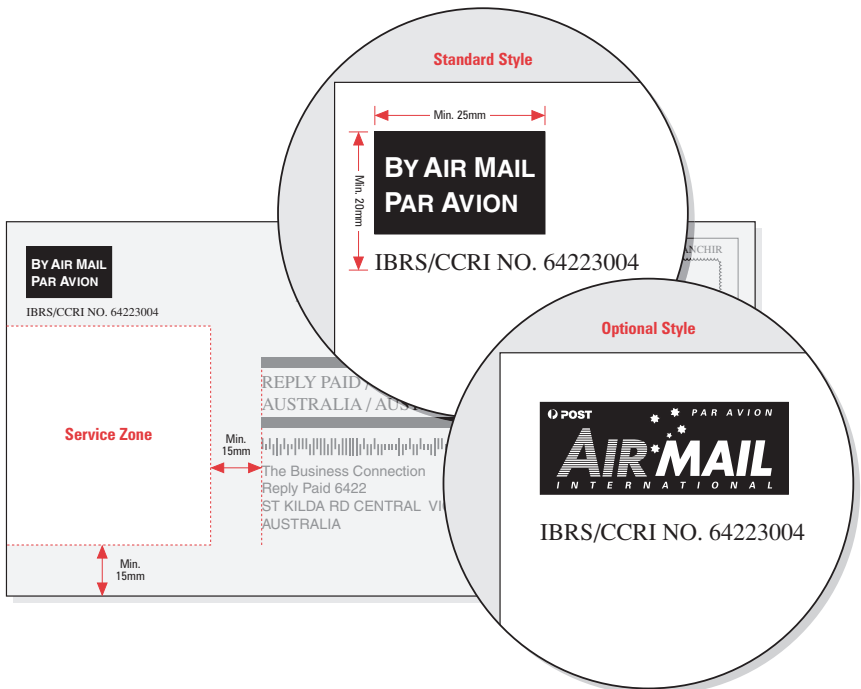 Standard Style
Min. 25mm
Min. 20mm
BY AIR MAIL
PAR AVION
IBRS/CCRI NO. 64223004
BY AIR MAIL
PAR AVION
IBRS/CCRI NO. 64223004
Service Zone
Min.
15mm
Min.
15mm
REPLY PAID /
AUSTRALIA /
The Business Connection
Reply Paid 6422
ST KILDA RD CENTRAL
AUSTRALIA
Optional Style
POST
PAR AVION
AIR MAIL
INTERNATIONAL
IBRS/CCRI NO. 64223004